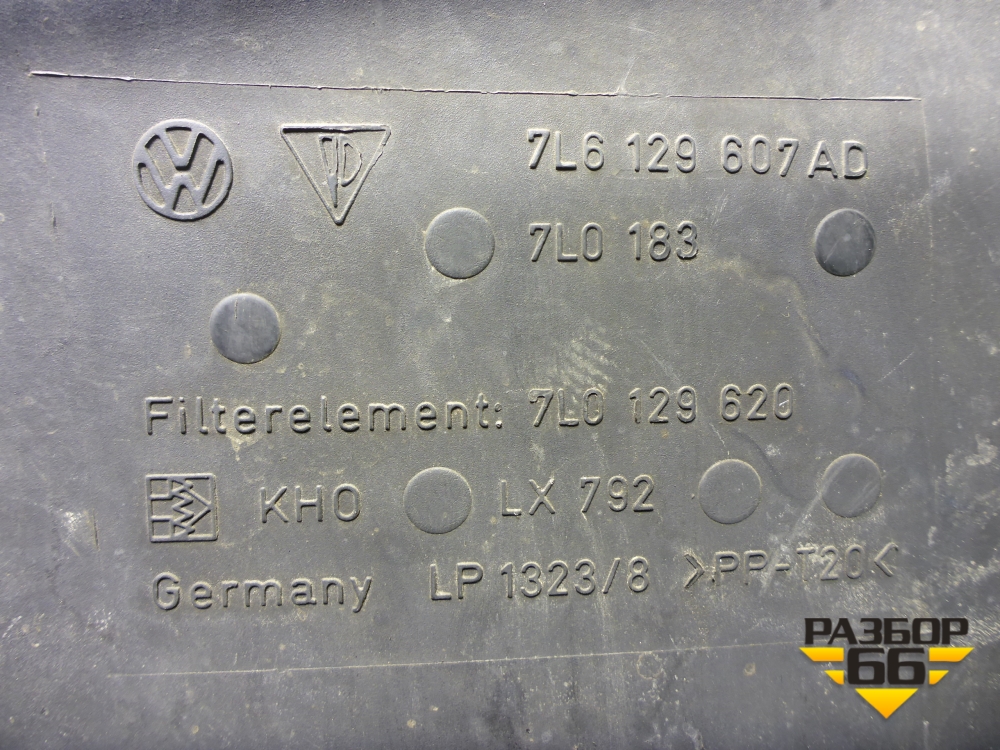 7L6 129 607AD
7L0 183
Filterelement: 7L0 129 620
KHO LX 792
Germany LP 1323/8 >PP-T20<
РАЗБОР
66